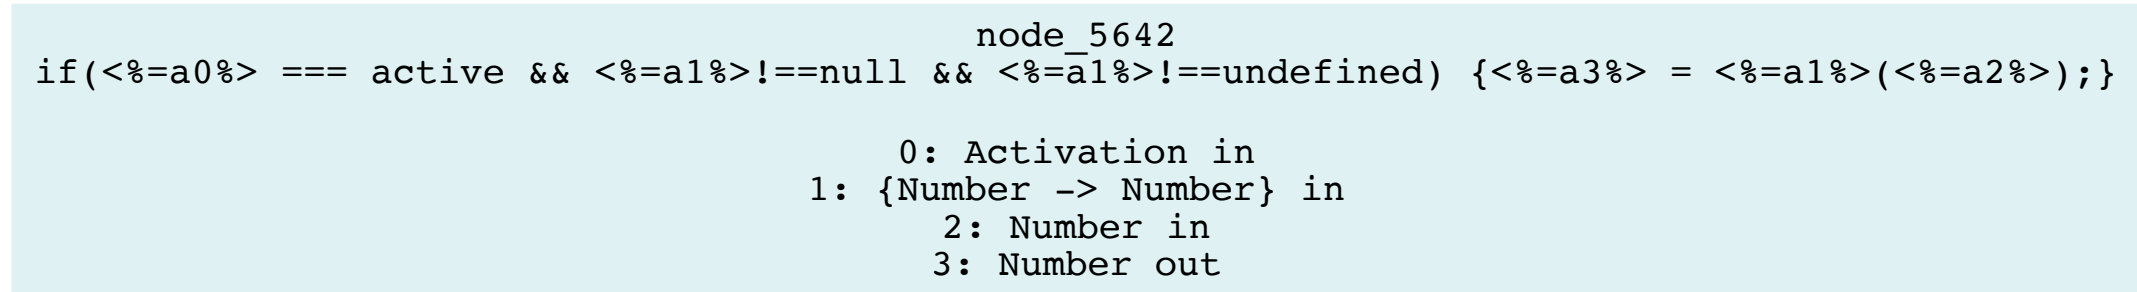 node_5642
if(<%=a0%> === active && <%=a1%>!==null && <%=a1%>!==undefined) {<%=a3%> = <%=a1%>(<%=a2%>);}
0: Activation in
1: {Number -> Number} in
2: Number in
3: Number out